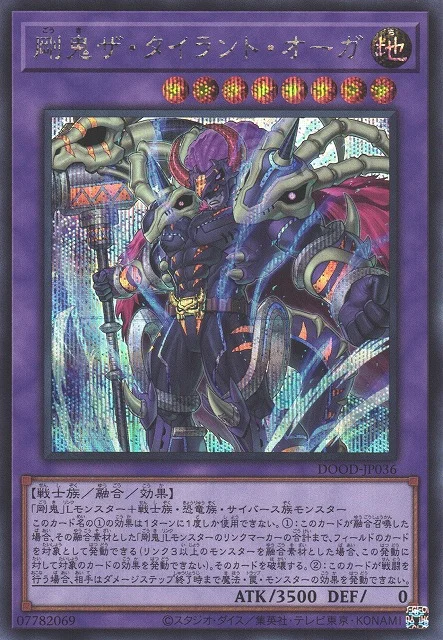 剛鬼ザ・タイラント・オーガ
地
DOOD-JP036
【戦士族／融合／効果】
「剛鬼」Lモンスター＋戦士族・恐竜族・サイバース族モンスター
このカード名の①の効果は1ターンに1度しか使用できない。①：このカードが融合召喚した
場合、その融合素材とした「剛鬼」Lモンスターのリンクマーカーの合計まで、フィールドのカード
を対象として発動できる（リンク3以上のモンスターを融合素材とした場合、この発動に
対して対象のカードの効果を発動できない）。そのカードを破壊する。②：このカードが戦闘を
行う場合、相手はダメージステップ終了時まで魔法・罠・モンスターの効果を発動できない。
ATK/3500 DEF/ 0
07782069 ©スタジオ・ダイス／集英社・テレビ東京・KONAMI